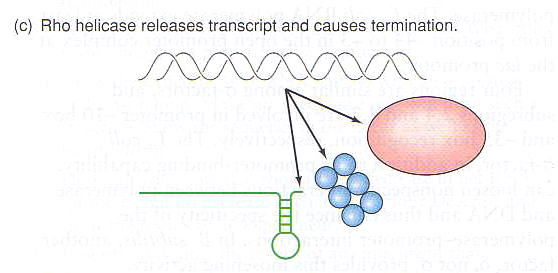 (c) Rho helicase releases transcript and causes termination.